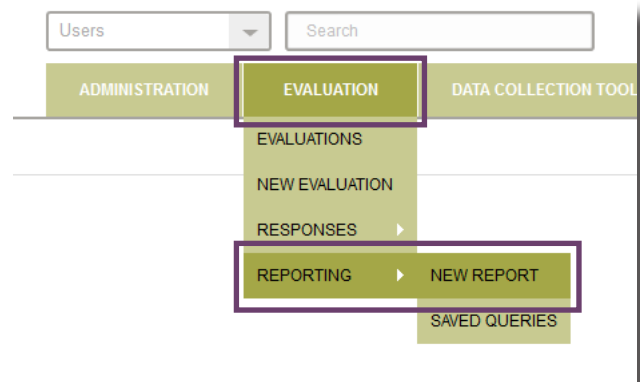 Users Search
ADMINISTRATION EVALUATION DATA COLLECTION TOOL
EVALUATIONS
NEW EVALUATION
RESPONSES
REPORTING NEW REPORT
SAVED QUERIES